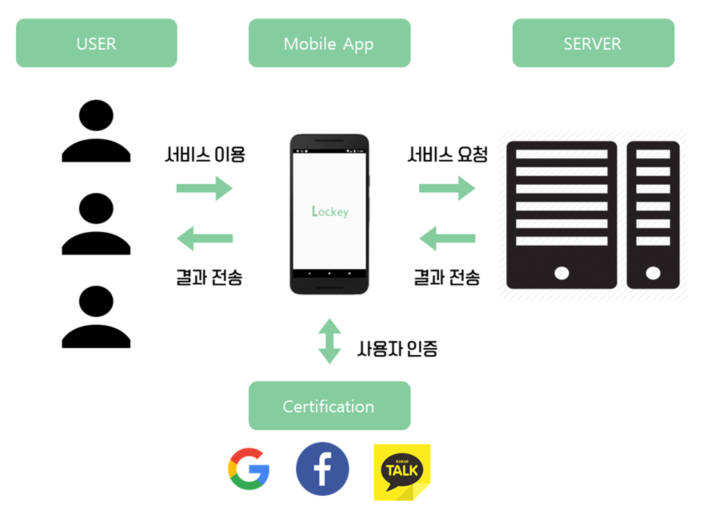 USER
Mobile App
SERVER
서비스 이용
서비스 요청
Lockey
결과 전송
결과 전송
사용자 인증
Certification
G
f
TALK